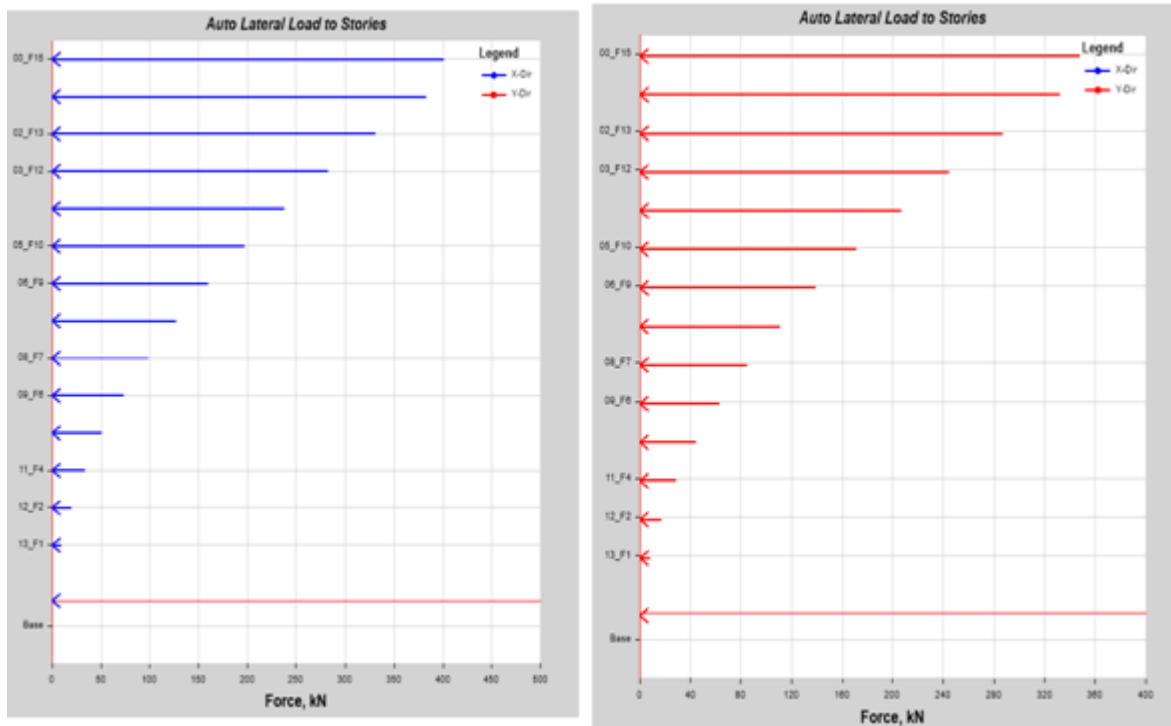 Auto Lateral Load to Stories
Legend
X-Dir
Y-Dir
00_F15
02_F13
03_F12
05_F10
06_F9
08_F7
09_F6
11_F4
12_F2
13_F1
Base
0 50 100 150 200 250 300 350 400 450 500
Force, kN
Auto Lateral Load to Stories
Legend
X-Dir
Y-Dir
00_F15
02_F13
03_F12
05_F10
06_F9
08_F7
09_F6
11_F4
12_F2
13_F1
Base
0 40 80 120 160 200 240 280 320 360 400
Force, kN